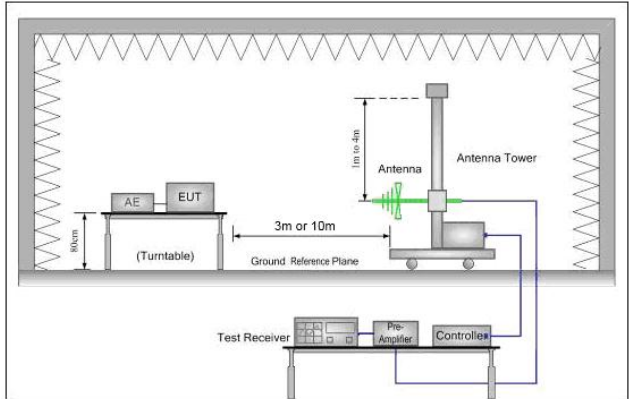 1m to 4m
Antenna
Antenna Tower
AE
EUT
80cm
(Turntable)
3m or 10m
Ground Reference Plane
Test Receiver
Pre-
Amplifier
Controlle